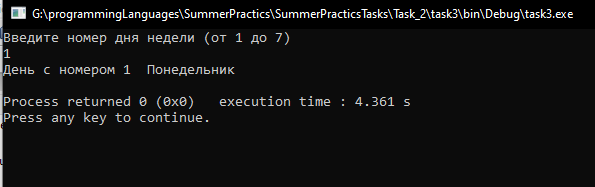 G:\programmingLanguages\SummerPractics\SummerPracticsTasks\Task_2\task3\bin\Debug\task3.exe
Введите номер дня недели (от 1 до 7)
1
День с номером 1  Понедельник
Process returned 0 (0x0)   execution time : 4.361 s
Press any key to continue.